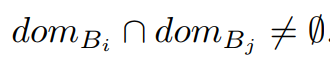 dom_{B_i} ∩ dom_{B_j} ≠ ∅.